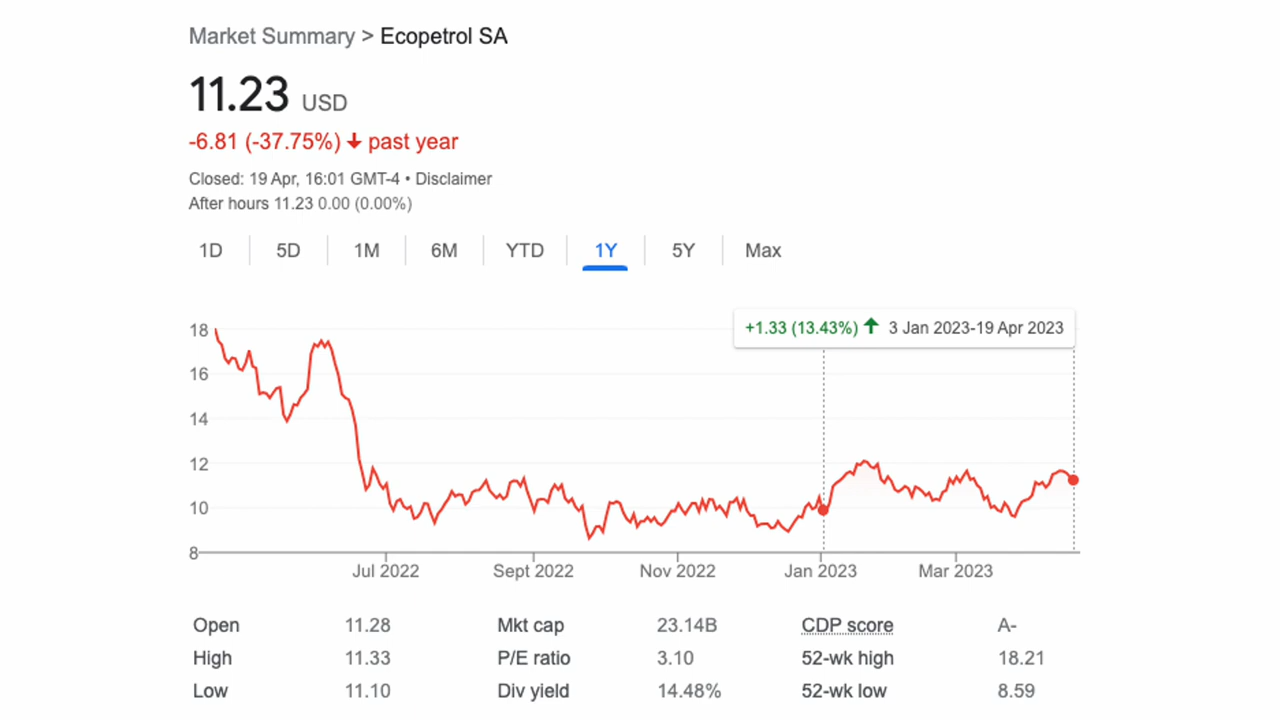 Market Summary > Ecopetrol SA
11.23 USD
-6.81 (-37.75%) ↓ past year
Closed: 19 Apr, 16:01 GMT-4 • Disclaimer
After hours 11.23 0.00 (0.00%)
1D 5D 1M 6M YTD 1Y 5Y Max
+1.33 (13.43%) ↑ 3 Jan 2023-19 Apr 2023
18
16
14
12
10
8
Jul 2022 Sept 2022 Nov 2022 Jan 2023 Mar 2023
Open 11.28 Mkt cap 23.14B CDP score A-
High 11.33 P/E ratio 3.10 52-wk high 18.21
Low 11.10 Div yield 14.48% 52-wk low 8.59